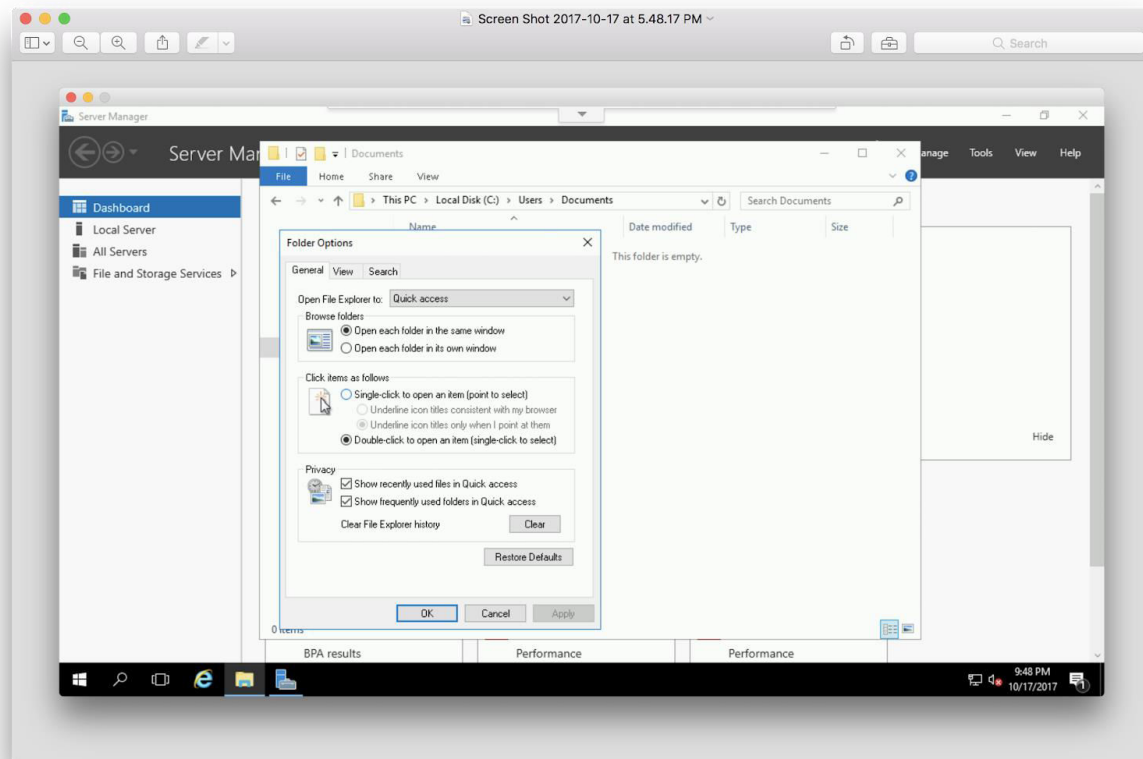 Screen Shot 2017-10-17 at 5.48.17 PM
Search
Server Manager
Server Mar
Documents
anage Tools View Help
File Home Share View
This PC > Local Disk (C:) > Users > Documents
Search Documents
Name Date modified Type Size
Dashboard
Local Server
All Servers
File and Storage Services
This folder is empty.
Folder Options
General View Search
Open File Explorer to: Quick access
Browse folders
Open each folder in the same window
Open each folder in its own window
Click items as follows
Single-click to open an item (point to select)
Underline icon titles consistent with my browser
Underline icon titles only when I point at them
Double-click to open an item (single-click to select)
Privacy
Show recently used files in Quick access
Show frequently used folders in Quick access
Clear File Explorer history Clear
Restore Defaults
OK Cancel Apply
Hide
0 items
BPA results Performance Performance
9:48 PM
10/17/2017
1